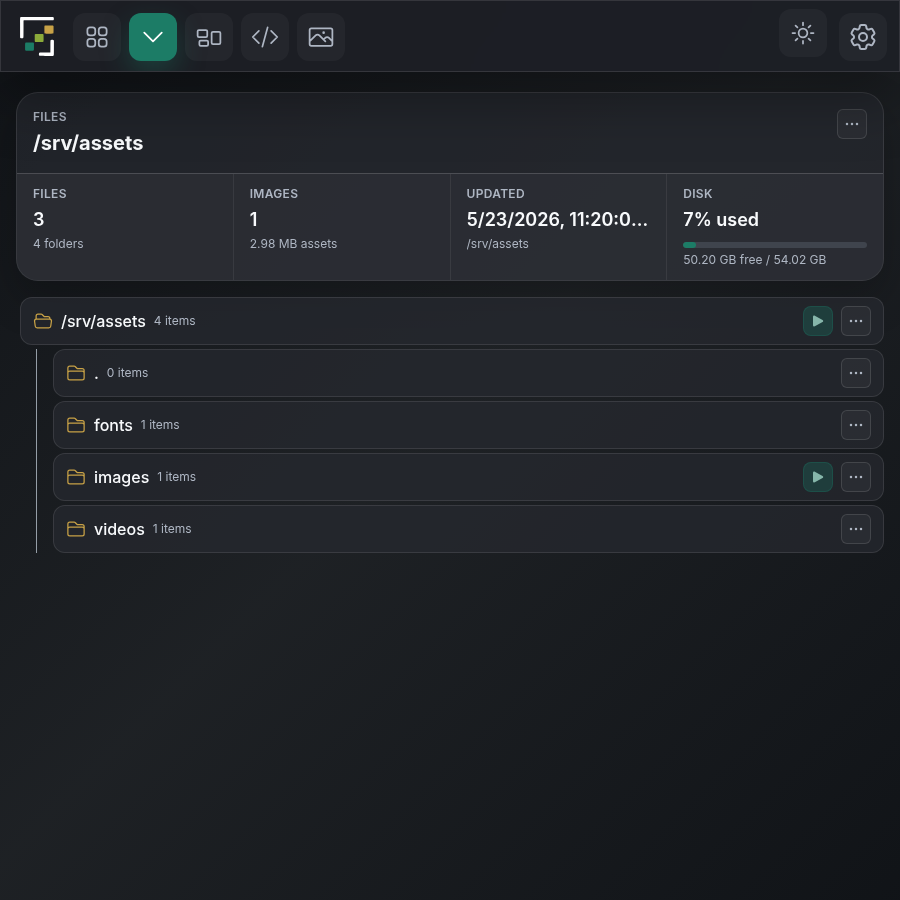 FILES
/srv/assets
FILES
3
4 folders
IMAGES
1
2.98 MB assets
UPDATED
5/23/2026, 11:20:0...
/srv/assets
DISK
7% used
50.20 GB free / 54.02 GB
/srv/assets 4 items
. 0 items
fonts 1 items
images 1 items
videos 1 items